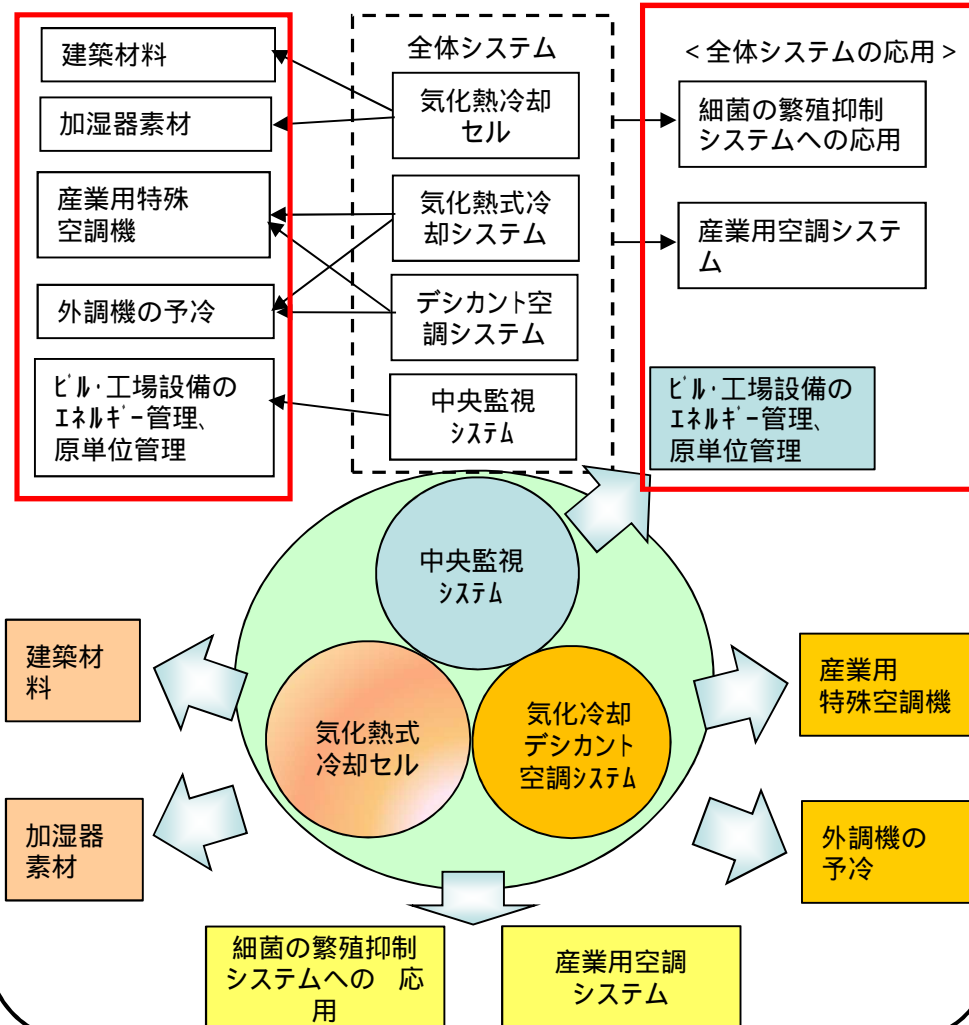 建築材料
加湿器素材
産業用特殊
空調機
外調機の予冷
ﾋﾞﾙ･工場設備の
ｴﾈﾙｷﾞｰ管理、
原単位管理
全体システム
気化熱冷却
セル
気化熱式冷
却システム
デシカント空
調システム
中央監視
ｼｽﾃﾑ
＜全体システムの応用＞
細菌の繁殖抑制
システムへの応用
産業用空調システ
ム
ﾋﾞﾙ･工場設備の
ｴﾈﾙｷﾞｰ管理、
原単位管理
中央監視
ｼｽﾃﾑ
気化熱式
冷却セル
気化冷却
デシカント
空調ｼｽﾃﾑ
建築材
料
加湿器
素材
産業用
特殊空調機
外調機の
予冷
細菌の繁殖抑制
システムへの　応
用
産業用空調
システム